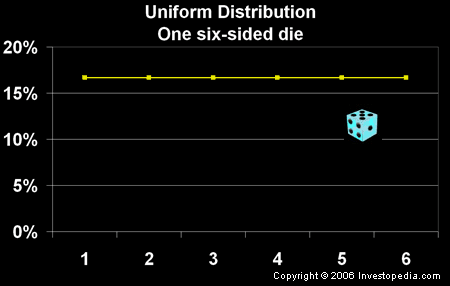 Uniform Distribution
One six-sided die
20%
15%
10%
5%
0%
1 2 3 4 5 6
Copyright © 2006 Investopedia.com